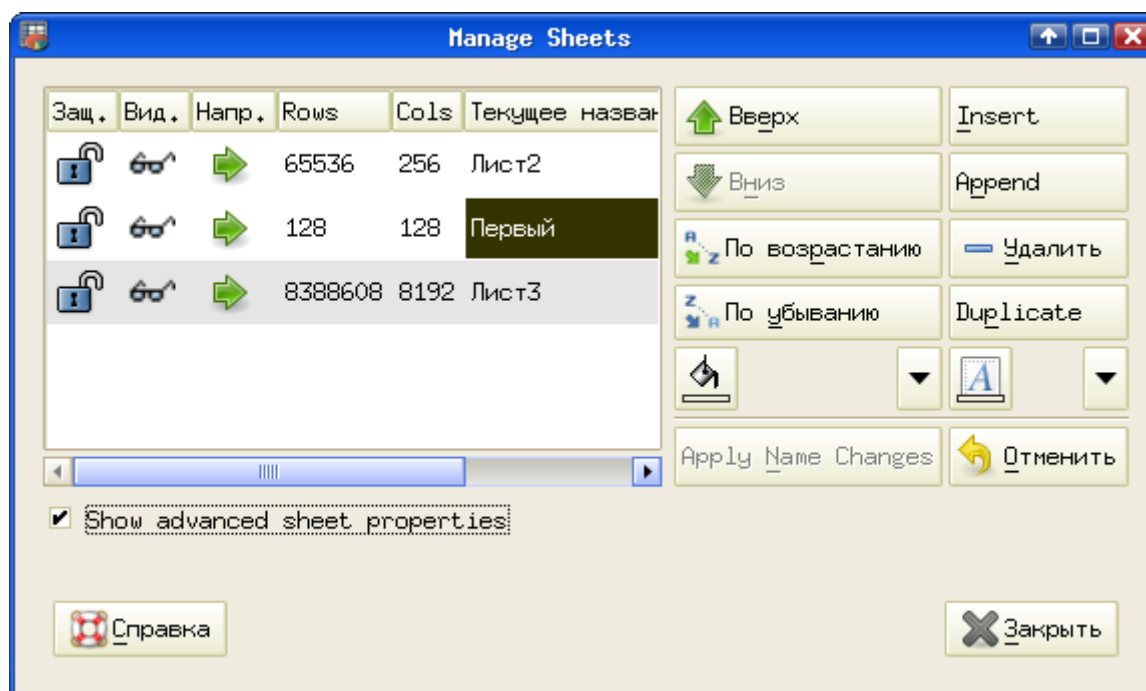 Manage Sheets
Защ. Вид. Напр. Rows Cols Текущее назван
65536 256 Лист2
128 128 Первый
8388608 8192 Лист3
Вверх Insert
Вниз Append
По возрастанию Удалить
По убыванию Duplicate
Apply Name Changes Отменить
Show advanced sheet properties
Справка Закрыть